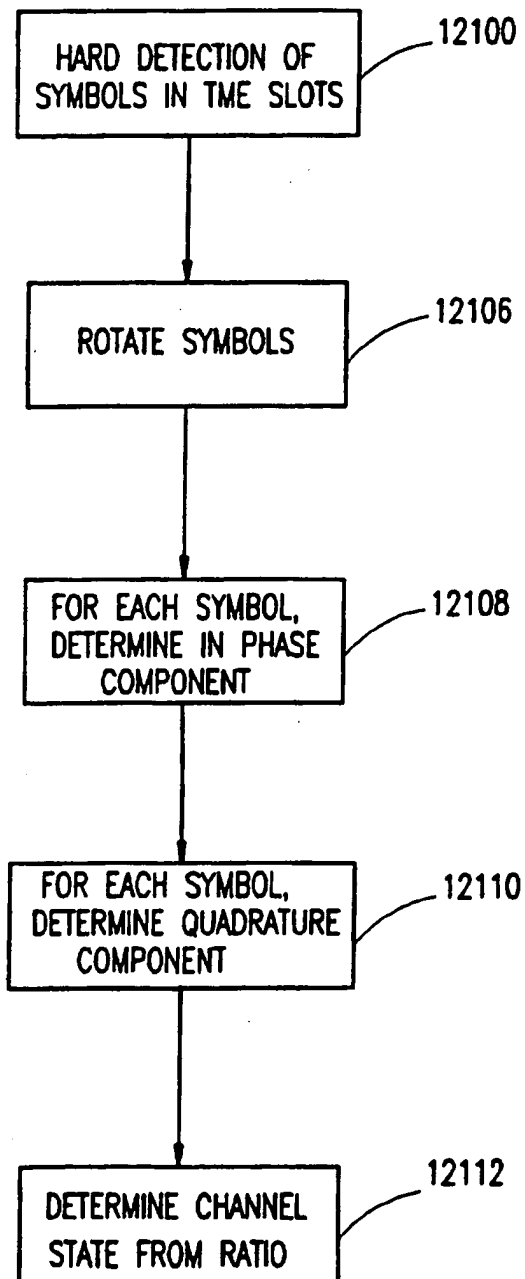 12100
HARD DETECTION OF
SYMBOLS IN TME SLOTS
12106
ROTATE SYMBOLS
12108
FOR EACH SYMBOL,
DETERMINE IN PHASE
COMPONENT
12110
FOR EACH SYMBOL,
DETERMINE QUADRATURE
COMPONENT
12112
DETERMINE CHANNEL
STATE FROM RATIO